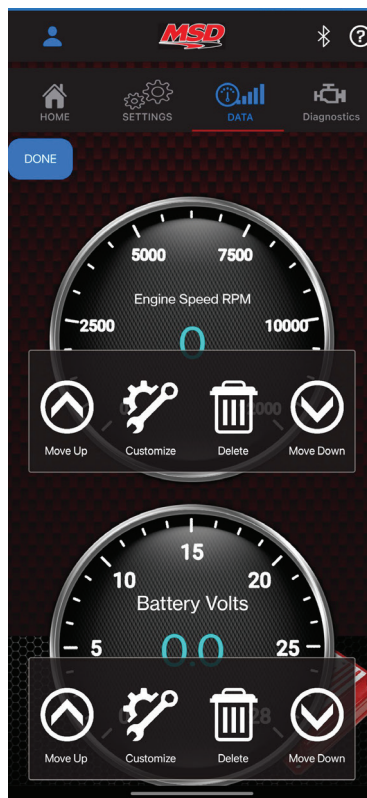 MSD
?
HOME
SETTINGS
DATA
Diagnostics
DONE
5000
7500
Engine Speed RPM
2500
10000
0
Move Up
Customize
Delete
Move Down
15
10
20
Battery Volts
5
0.0
25
28
Move Up
Customize
Delete
Move Down